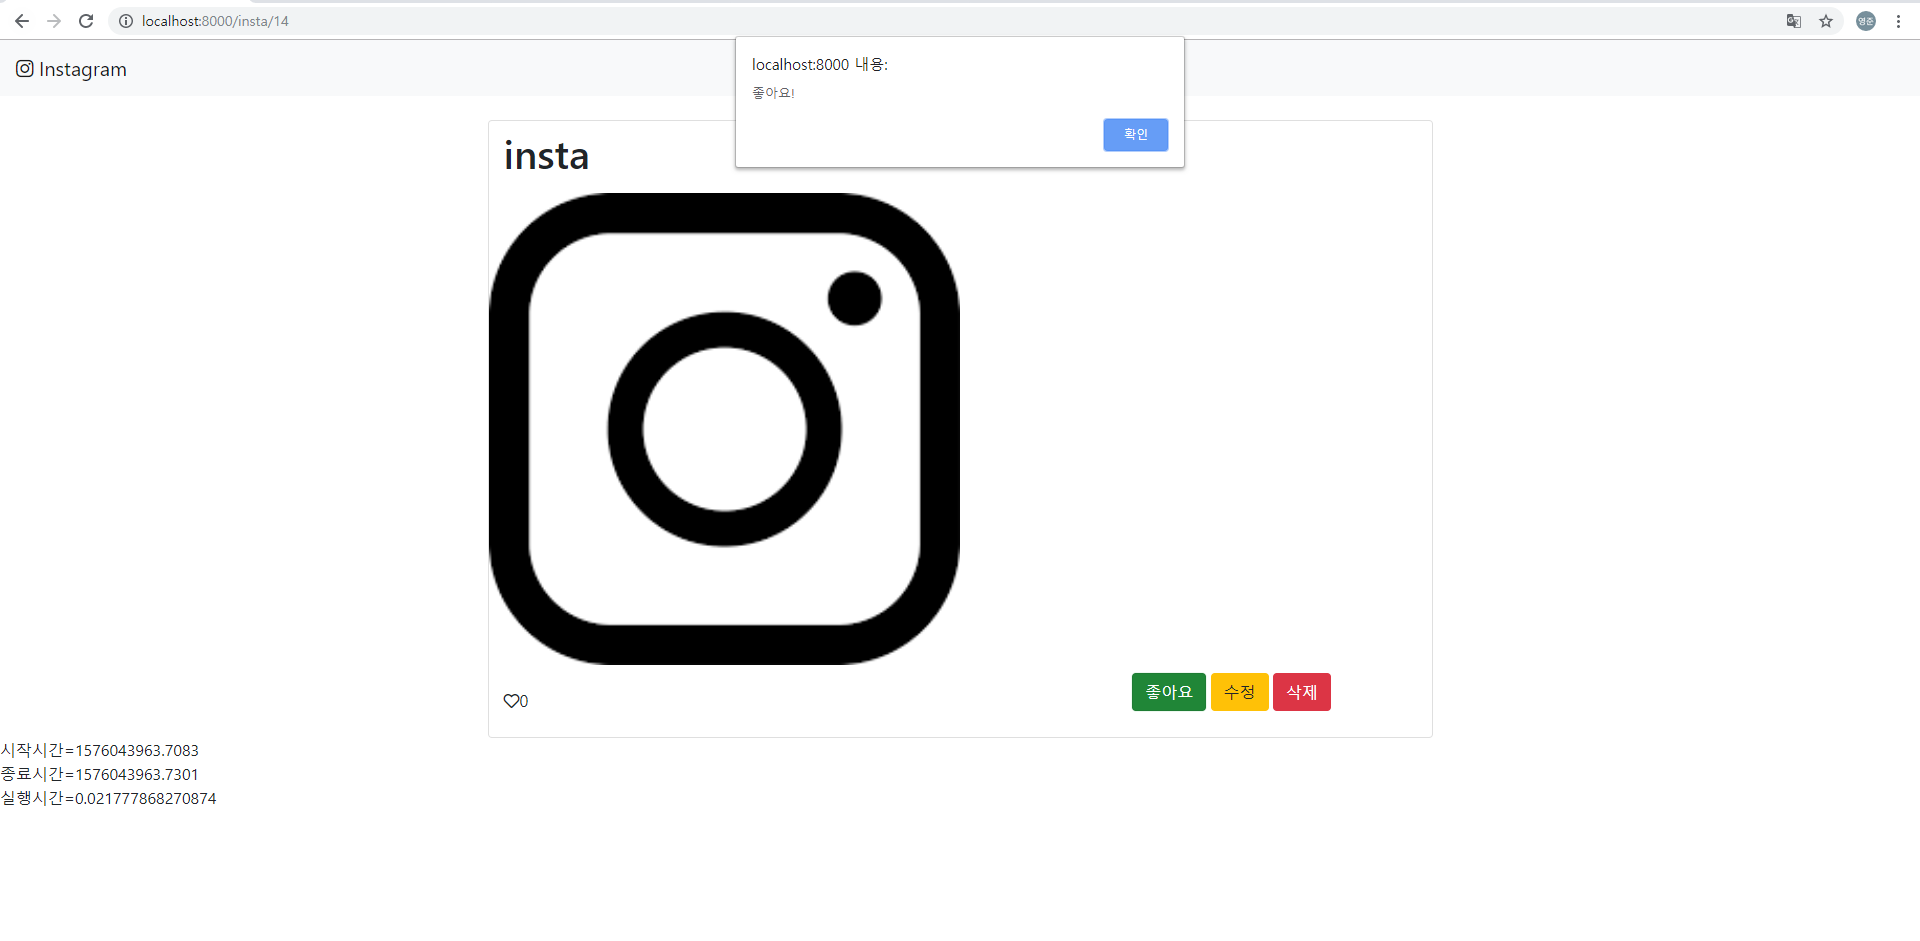 localhost:8000/insta/14
영준
Instagram
localhost:8000 내용:
좋아요!
확인
insta
0
좋아요 수정 삭제
시작시간=1576043963.7083
종료시간=1576043963.7301
실행시간=0.021777868270874